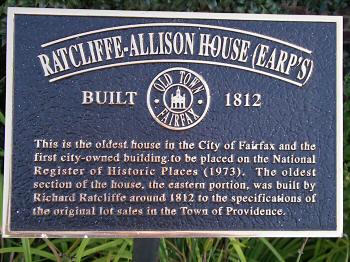 RATCLIFFE-ALLISON HOUSE (EARP'S)
BUILT
OLD TOWN
FAIRFAX
1812
This is the oldest house in the City of Fairfax and the
first city-owned building to be placed on the National
Register of Historic Places (1973). The oldest
section of the house, the eastern portion, was built by
Richard Ratcliffe around 1812 to the specifications of
the original lot sales in the Town of Providence.